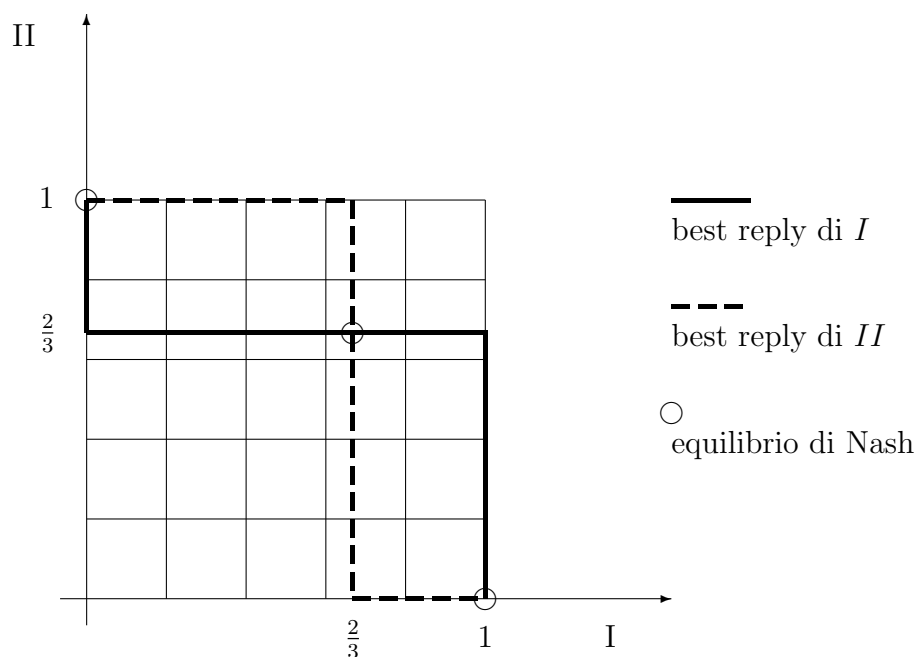 II
1
best reply di I
2/3
best reply di II
equilibrio di Nash
2/3
1
I